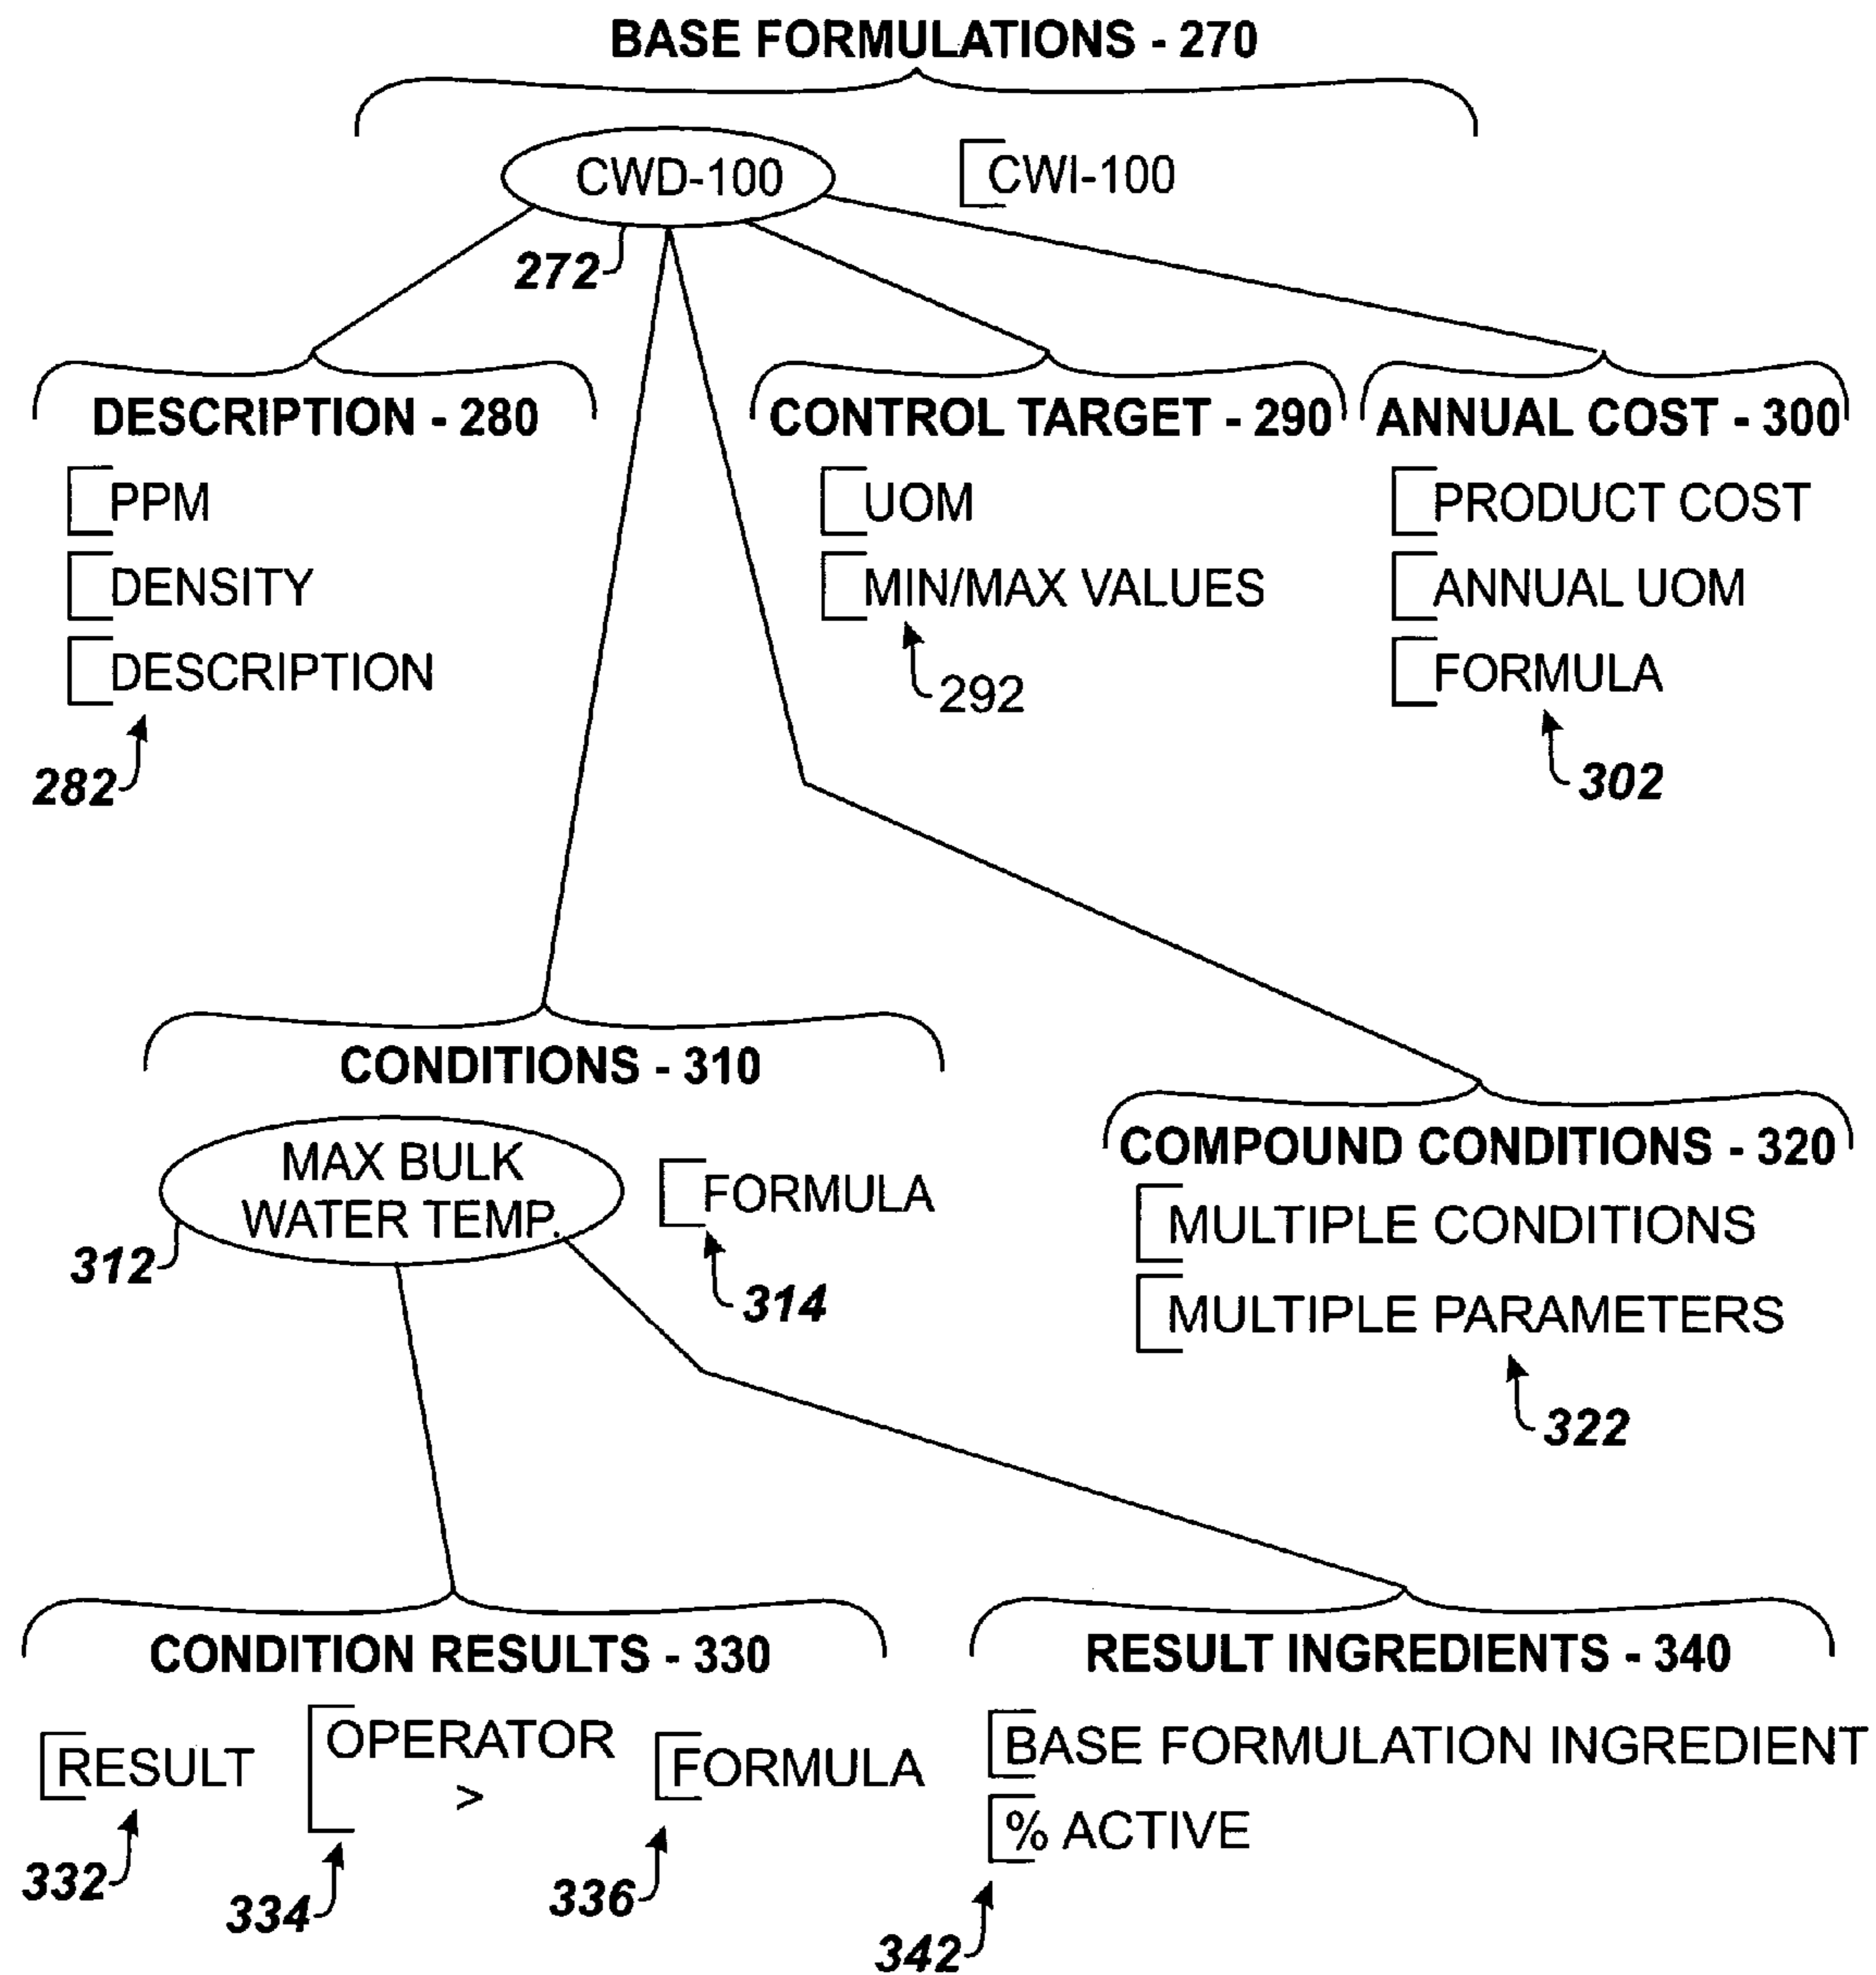 BASE FORMULATIONS - 270
CWD-100
CWI-100
272
DESCRIPTION - 280
PPM
DENSITY
DESCRIPTION
282
CONTROL TARGET - 290
UOM
MIN/MAX VALUES
292
ANNUAL COST - 300
PRODUCT COST
ANNUAL UOM
FORMULA
302
CONDITIONS - 310
MAX BULK
WATER TEMP.
312
FORMULA
314
COMPOUND CONDITIONS - 320
MULTIPLE CONDITIONS
MULTIPLE PARAMETERS
322
CONDITION RESULTS - 330
RESULT
332
OPERATOR
>
334
FORMULA
336
RESULT INGREDIENTS - 340
BASE FORMULATION INGREDIENT
% ACTIVE
342